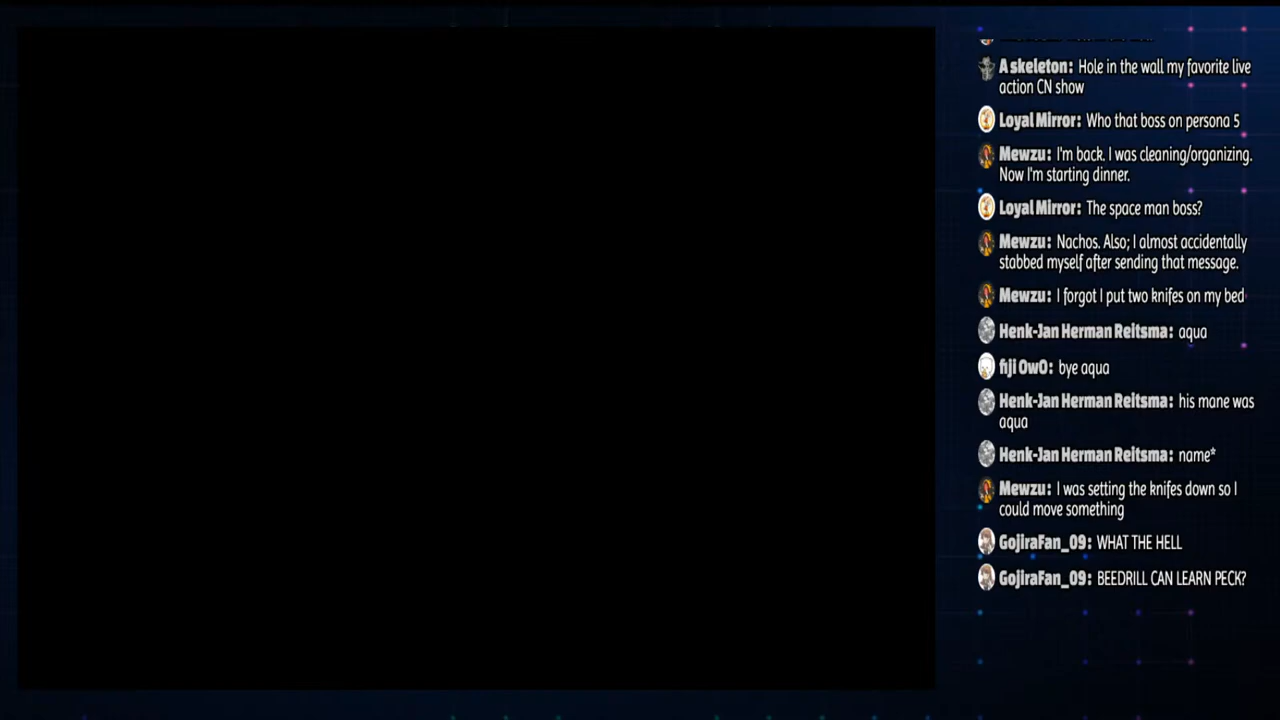 A skeleton: Hole in the wall my favorite live
action CN show
Loyal Mirror: Who that boss on persona 5
Mewzu: I'm back. I was cleaning/organizing.
Now I'm starting dinner.
Loyal Mirror: The space man boss?
Mewzu: Nachos. Also; I almost accidentally
stabbed myself after sending that message.
Mewzu: I forgot I put two knifes on my bed
Henk-Jan Herman Reitsma: aqua
fiji OwO: bye aqua
Henk-Jan Herman Reitsma: his mane was
aqua
Henk-Jan Herman Reitsma: name*
Mewzu: I was setting the knifes down so I
could move something
GojiraFan_09: WHAT THE HELL
GojiraFan_09: BEEDRILL CAN LEARN PECK?